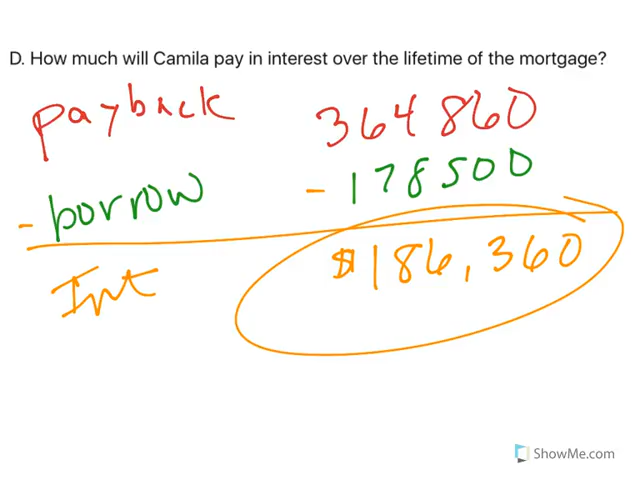 D. How much will Camila pay in interest over the lifetime of the mortgage?
payback 364860
- borrow - 178500
Int $186,360
ShowMe.com